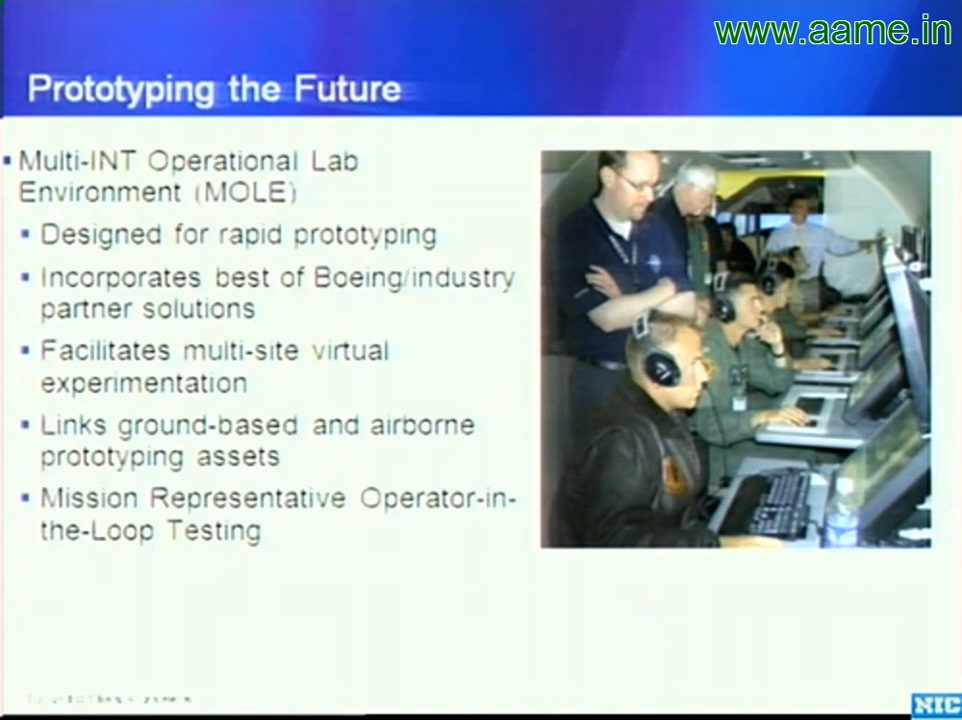 www.aame.in
Prototyping the Future
▪ Multi-INT Operational Lab
Environment (MOLE)
▪ Designed for rapid prototyping
▪ Incorporates best of Boeing/industry
partner solutions
▪ Facilitates multi-site virtual
experimentation
▪ Links ground-based and airborne
prototyping assets
▪ Mission Representative Operator-in-
the-Loop Testing
NIC